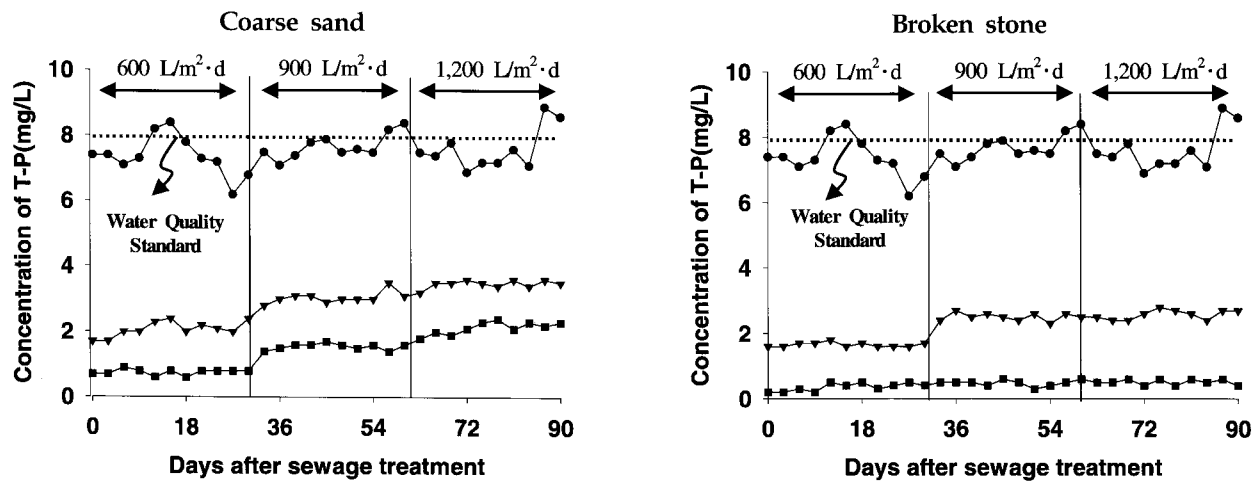 Coarse sand
600 L/m²·d
900 L/m²·d
1,200 L/m²·d
Concentration of T-P(mg/L)
10
8
6
4
2
0
Water Quality
Standard
0
18
36
54
72
90
Days after sewage treatment
Broken stone
600 L/m²·d
900 L/m²·d
1,200 L/m²·d
Concentration of T-P(mg/L)
10
8
6
4
2
0
Water Quality
Standard
0
18
36
54
72
90
Days after sewage treatment